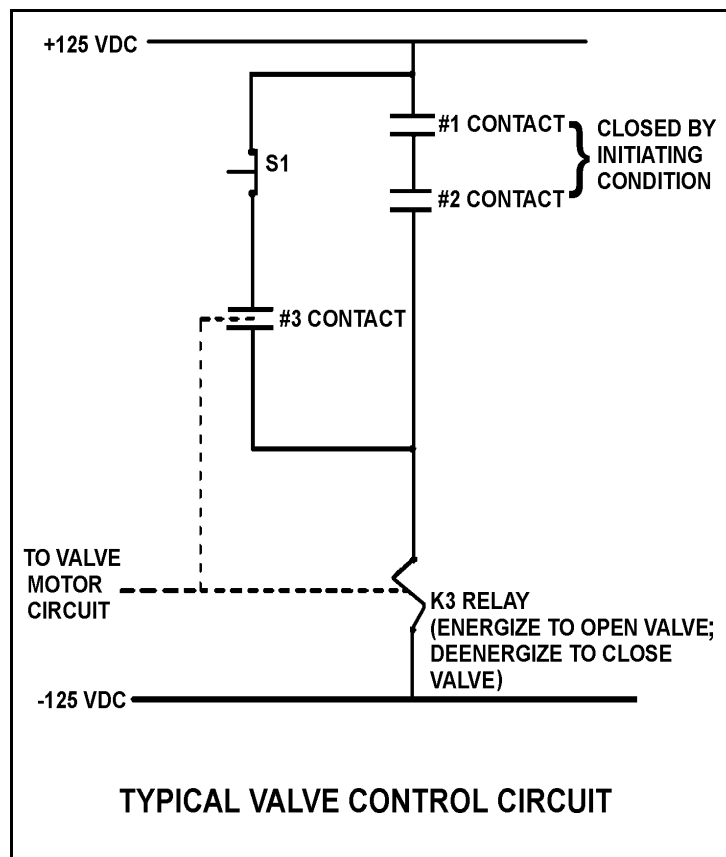 +125 VDC
#1 CONTACT
CLOSED BY
INITIATING
CONDITION
S1
#2 CONTACT
#3 CONTACT
TO VALVE
MOTOR
CIRCUIT
K3 RELAY
(ENERGIZE TO OPEN VALVE;
DEENERGIZE TO CLOSE
VALVE)
-125 VDC
TYPICAL VALVE CONTROL CIRCUIT